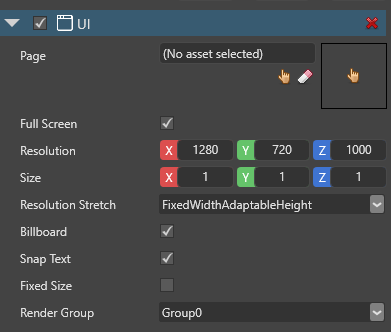 UI
Page (No asset selected)
Full Screen
Resolution X 1280 Y 720 Z 1000
Size X 1 Y 1 Z 1
Resolution Stretch FixedWidthAdaptableHeight
Billboard
Snap Text
Fixed Size
Render Group Group0